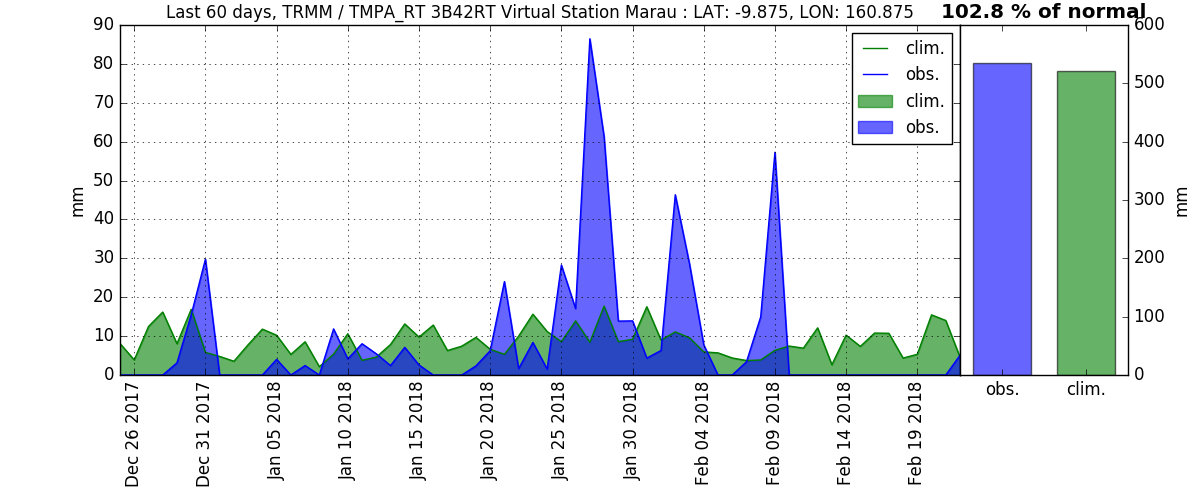 Last 60 days, TRMM / TMPA_RT 3B42RT Virtual Station Marau : LAT: -9.875, LON: 160.875
102.8 % of normal
90
80
70
60
50
40
30
20
10
0
mm
clim.
obs.
clim.
obs.
600
500
400
300
200
100
0
mm
Dec 26 2017
Dec 31 2017
Jan 05 2018
Jan 10 2018
Jan 15 2018
Jan 20 2018
Jan 25 2018
Jan 30 2018
Feb 04 2018
Feb 09 2018
Feb 14 2018
Feb 19 2018
obs.
clim.